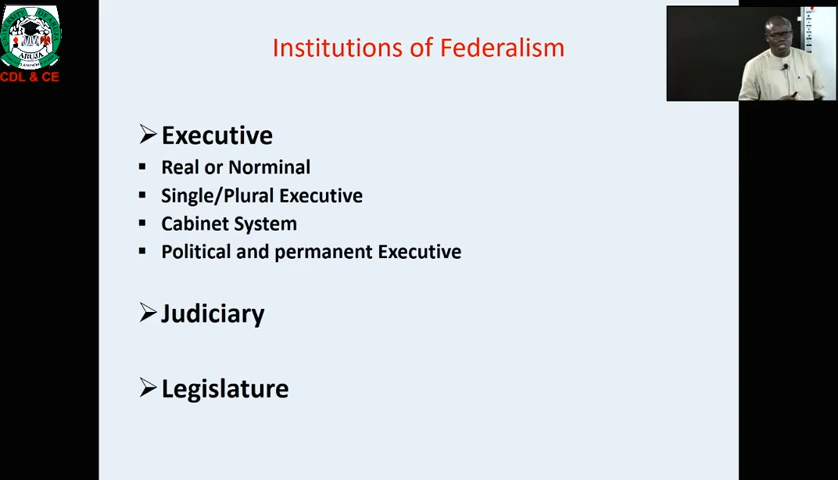 Institutions of Federalism
ABUJA
CDL & CE
Executive
Real or Norminal
Single/Plural Executive
Cabinet System
Political and permanent Executive
Judiciary
Legislature